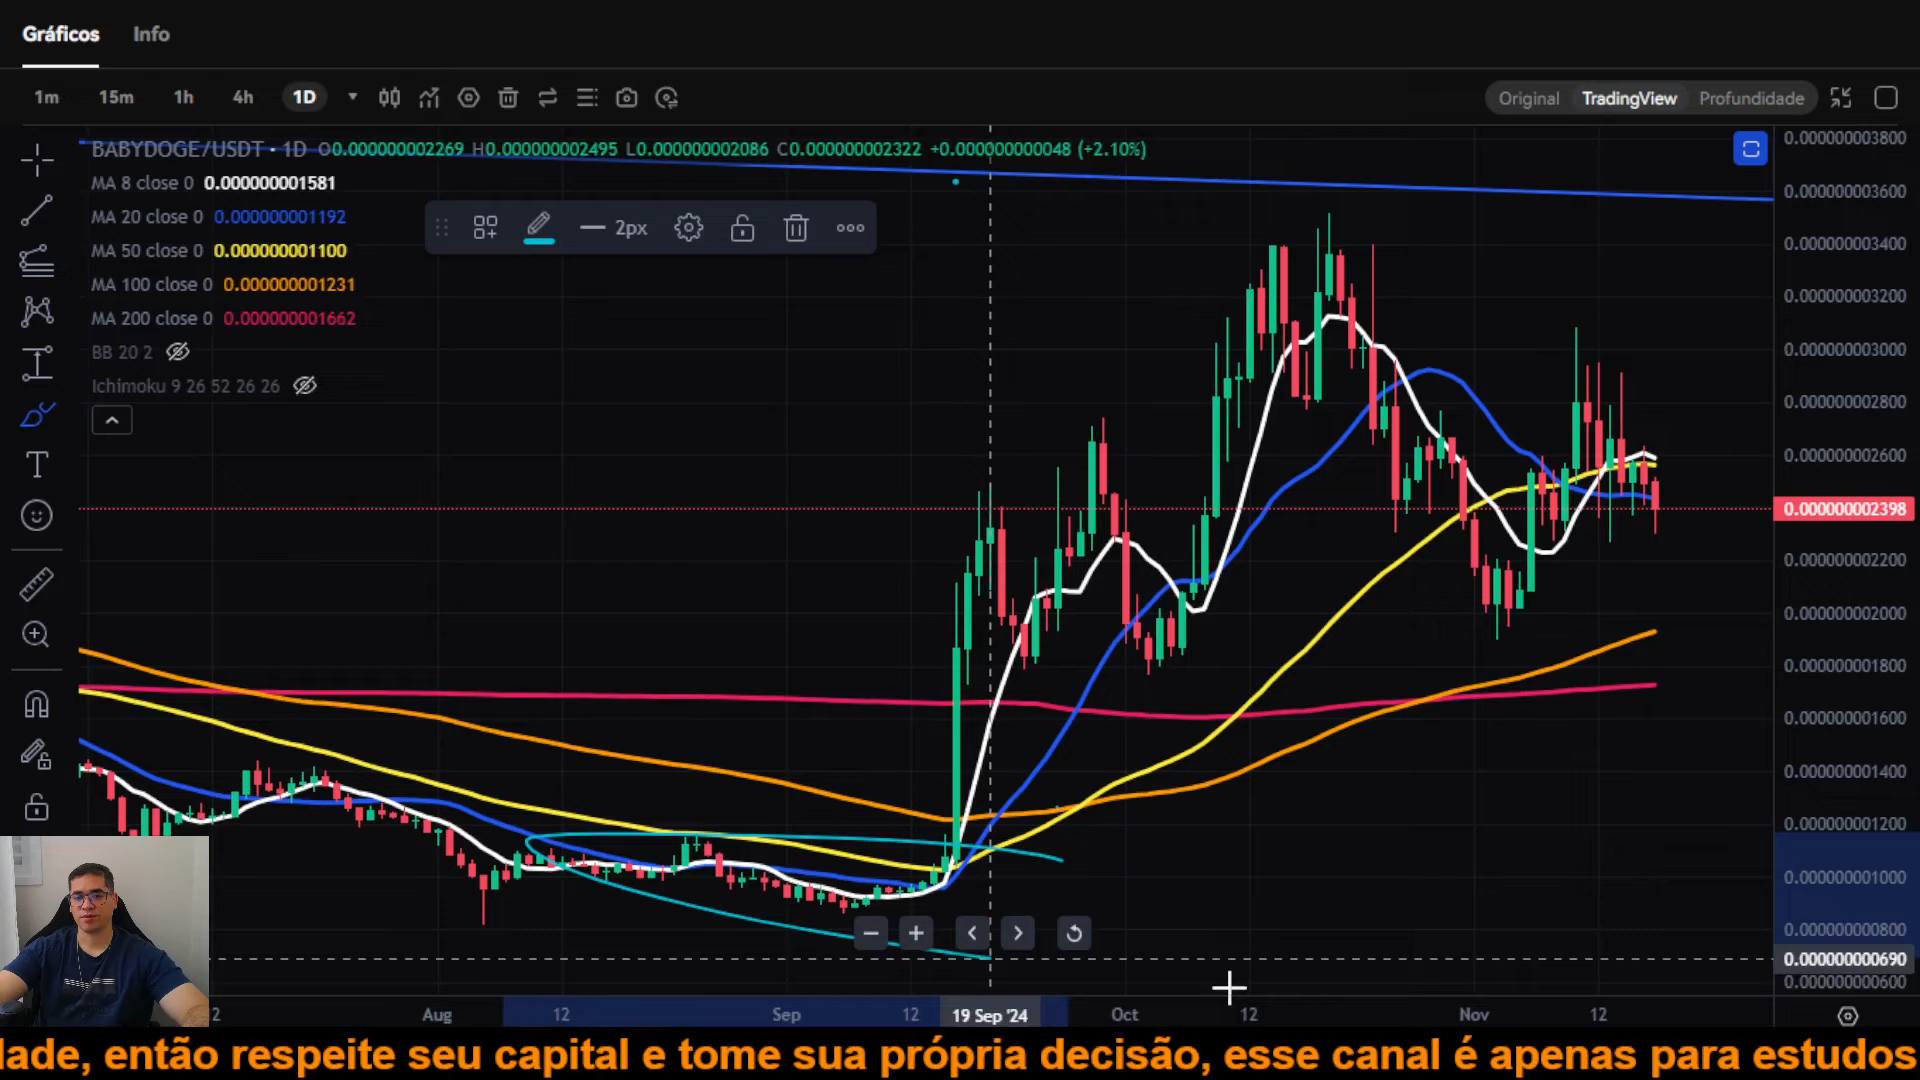 Gráficos Info
1m 15m 1h 4h 1D Original TradingView Profundidade
BABYDOGE/USDT · 1D O0.000000002269 H0.000000002495 L0.000000002086 C0.000000002322 +0.000000000048 (+2.10%)
MA 8 close 0 0.000000001581
MA 20 close 0 0.000000001192
MA 50 close 0 0.000000001100
MA 100 close 0 0.000000001231
MA 200 close 0 0.000000001662
BB 20 2
Ichimoku 9 26 52 26 26
2px
0.000000003800
0.000000003600
0.000000003400
0.000000003200
0.000000003000
0.000000002800
0.000000002600
0.000000002398
0.000000002200
0.000000002000
0.000000001800
0.000000001600
0.000000001400
0.000000001200
0.000000001000
0.000000000800
0.000000000690
0.000000000600
2 Aug 12 Sep 12 19 Sep '24 Oct 12 Nov 12
dade, então respeite seu capital e tome sua própria decisão, esse canal é apenas para estudos